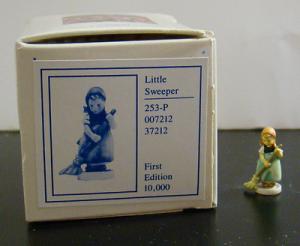 Little
Sweeper
253-P
007212
37212
First
Edition
10,000